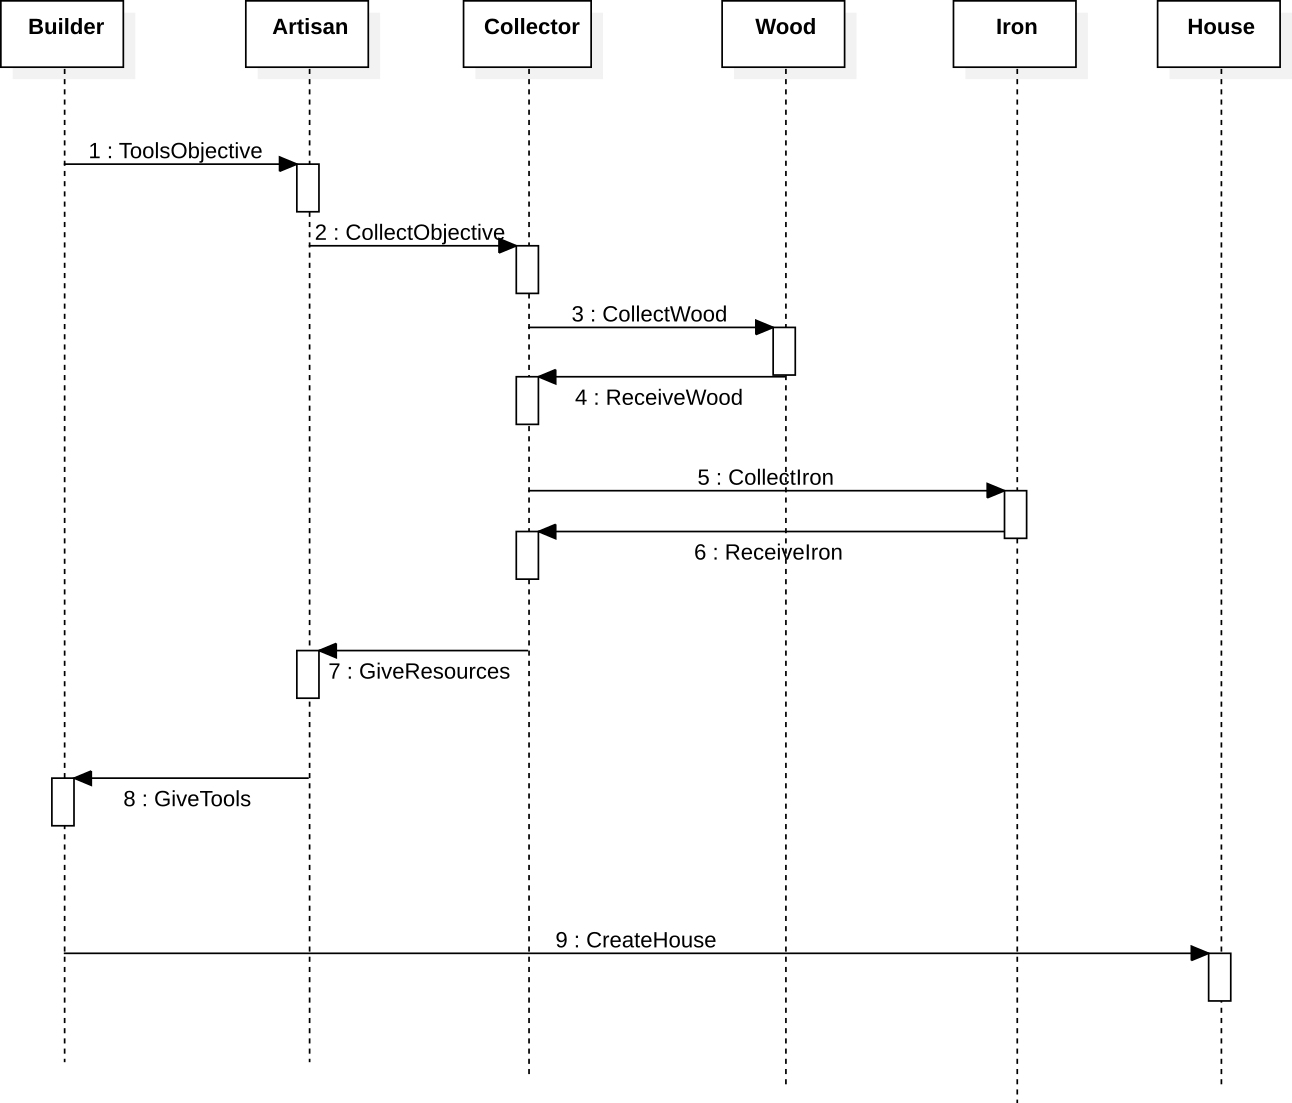 Builder
Artisan
Collector
Wood
Iron
House
1 : ToolsObjective
2 : CollectObjective
3 : CollectWood
4 : ReceiveWood
5 : CollectIron
6 : ReceiveIron
7 : GiveResources
8 : GiveTools
9 : CreateHouse